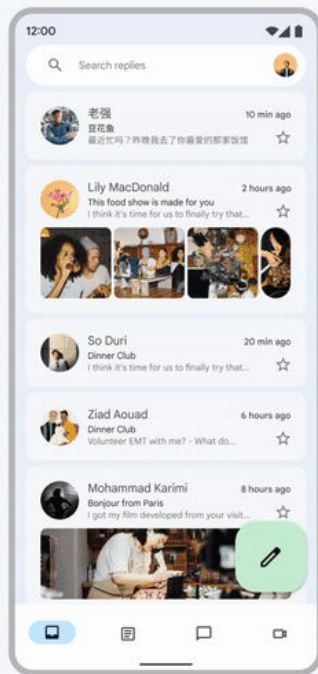 12:00
Search replies
老强
10 min ago
豆花鱼
最近忙吗？昨晚我去了你最爱的那家饭馆
Lily MacDonald
2 hours ago
This food show is made for you
I think it's time for us to finally try that...
So Duri
20 min ago
Dinner Club
I think it's time for us to finally try that...
Ziad Aouad
6 hours ago
Dinner Club
Volunteer EMT with me? - What do...
Mohammad Karimi
8 hours ago
Bonjour from Paris
I got my film developed from your visit...